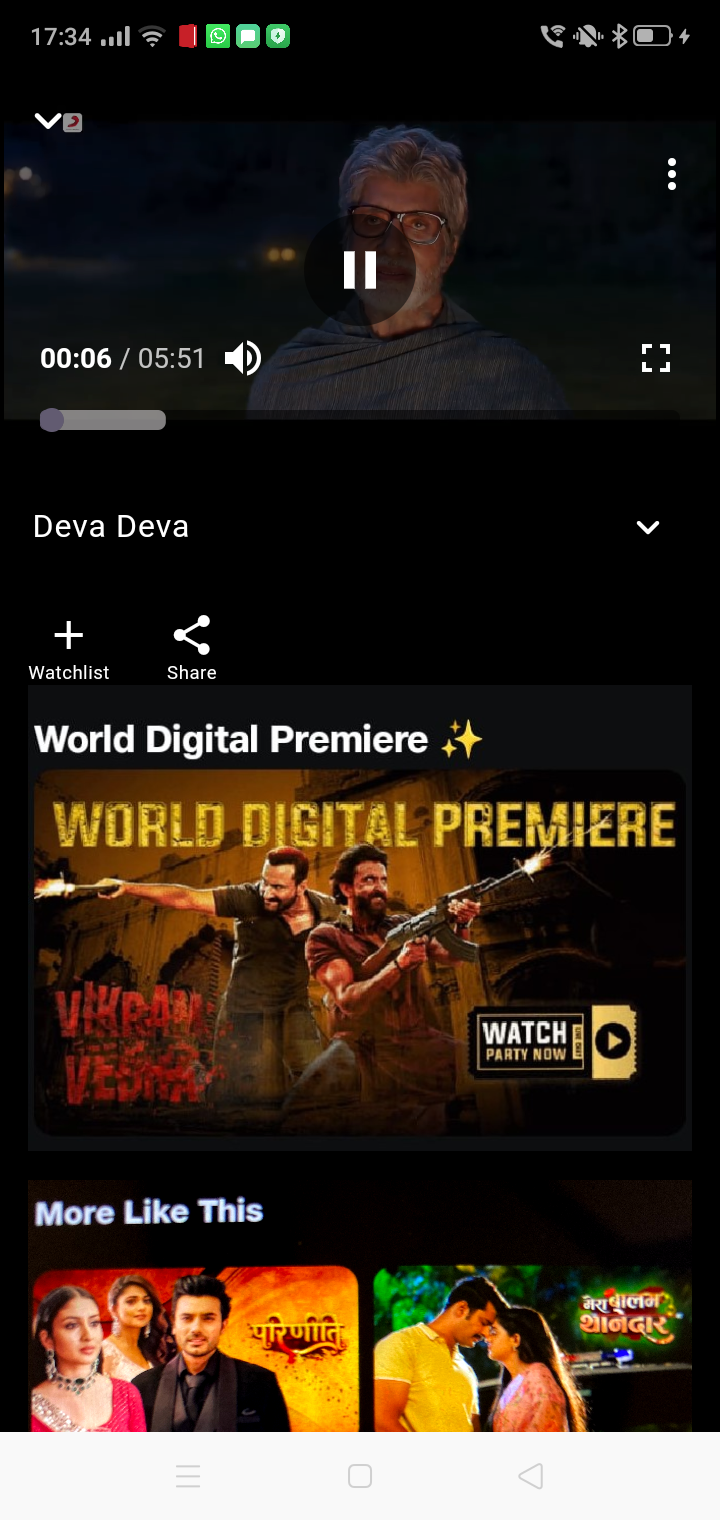 17:34
00:06 / 05:51
Deva Deva
Watchlist
Share
World Digital Premiere ✨
WORLD DIGITAL PREMIERE
VIKRAM
VEDHA
WATCH
PARTY NOW
More Like This
परिणीति
मेरा बालम
थानेदार